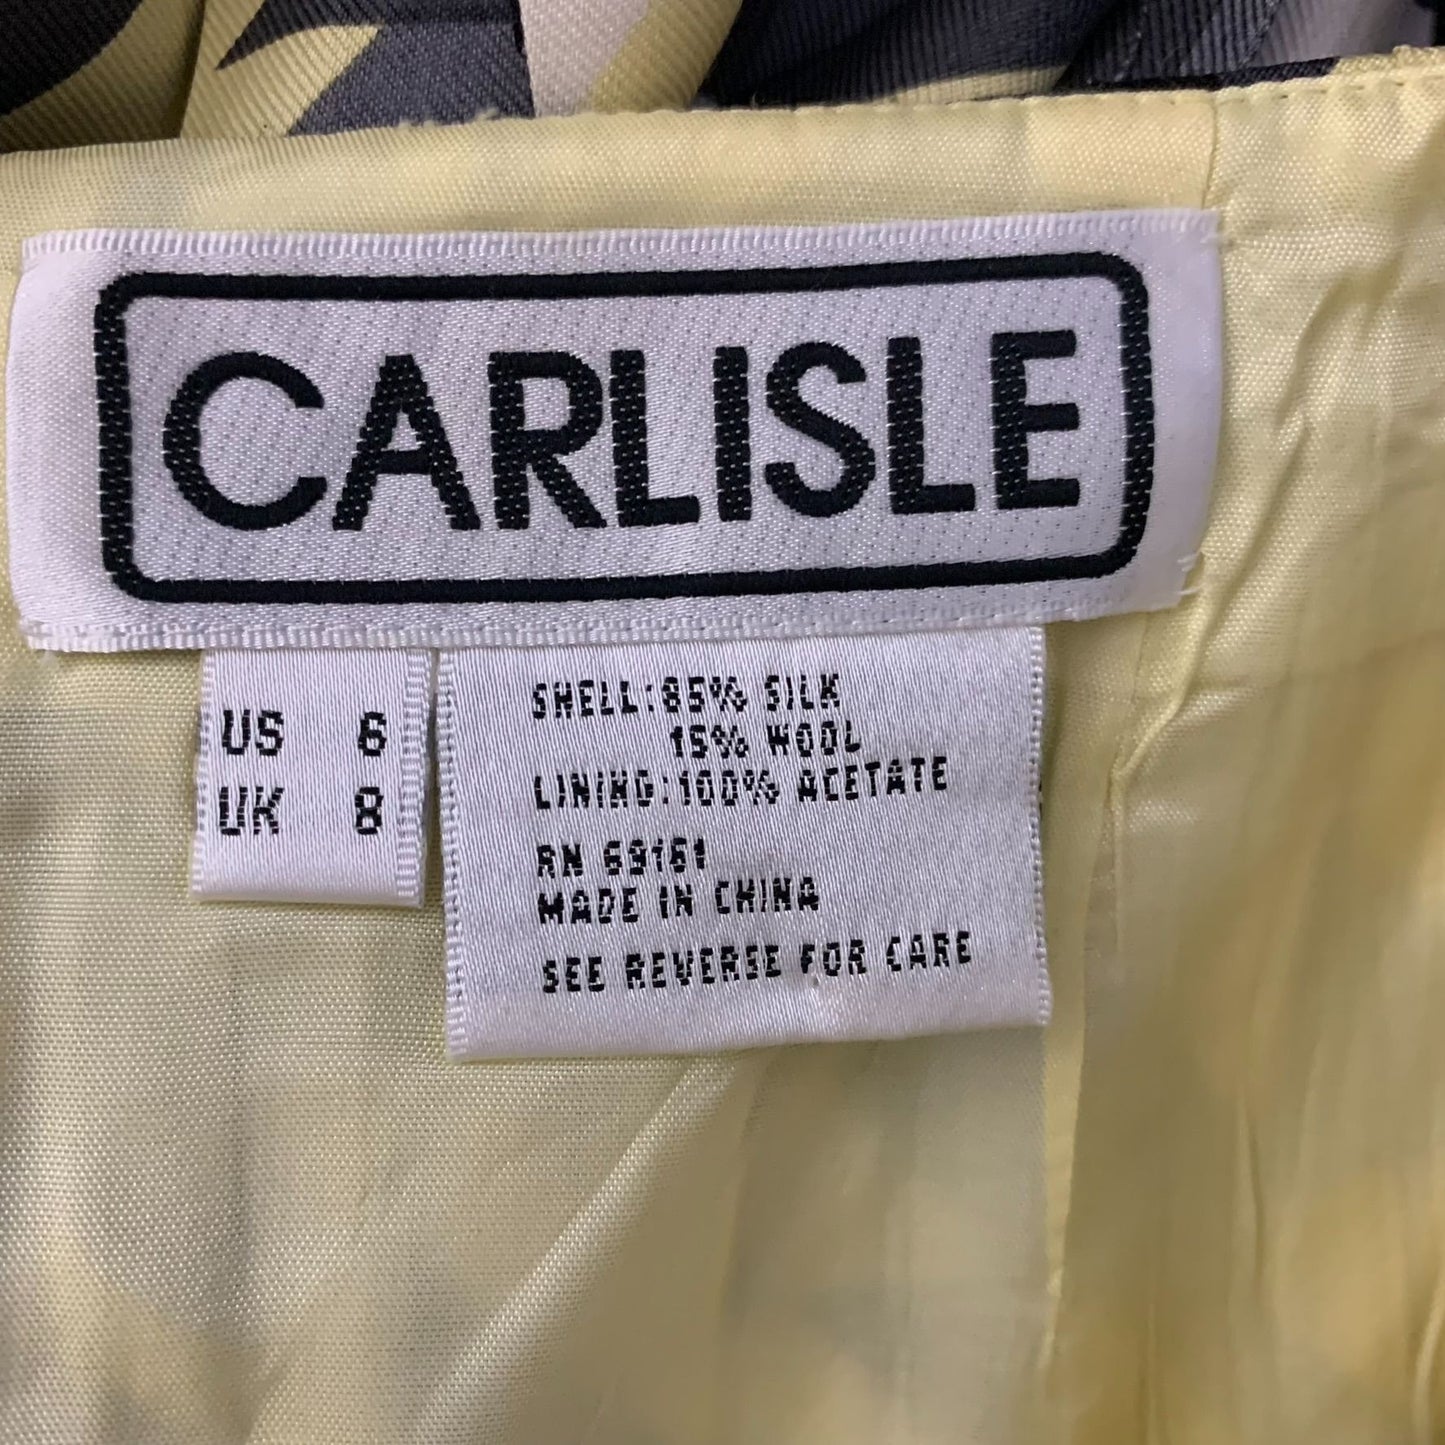 CARLISLE
US 6
UK 8
SHELL: 85% SILK
15% WOOL
LINING: 100% ACETATE
RN 69161
MADE IN CHINA
SEE REVERSE FOR CARE